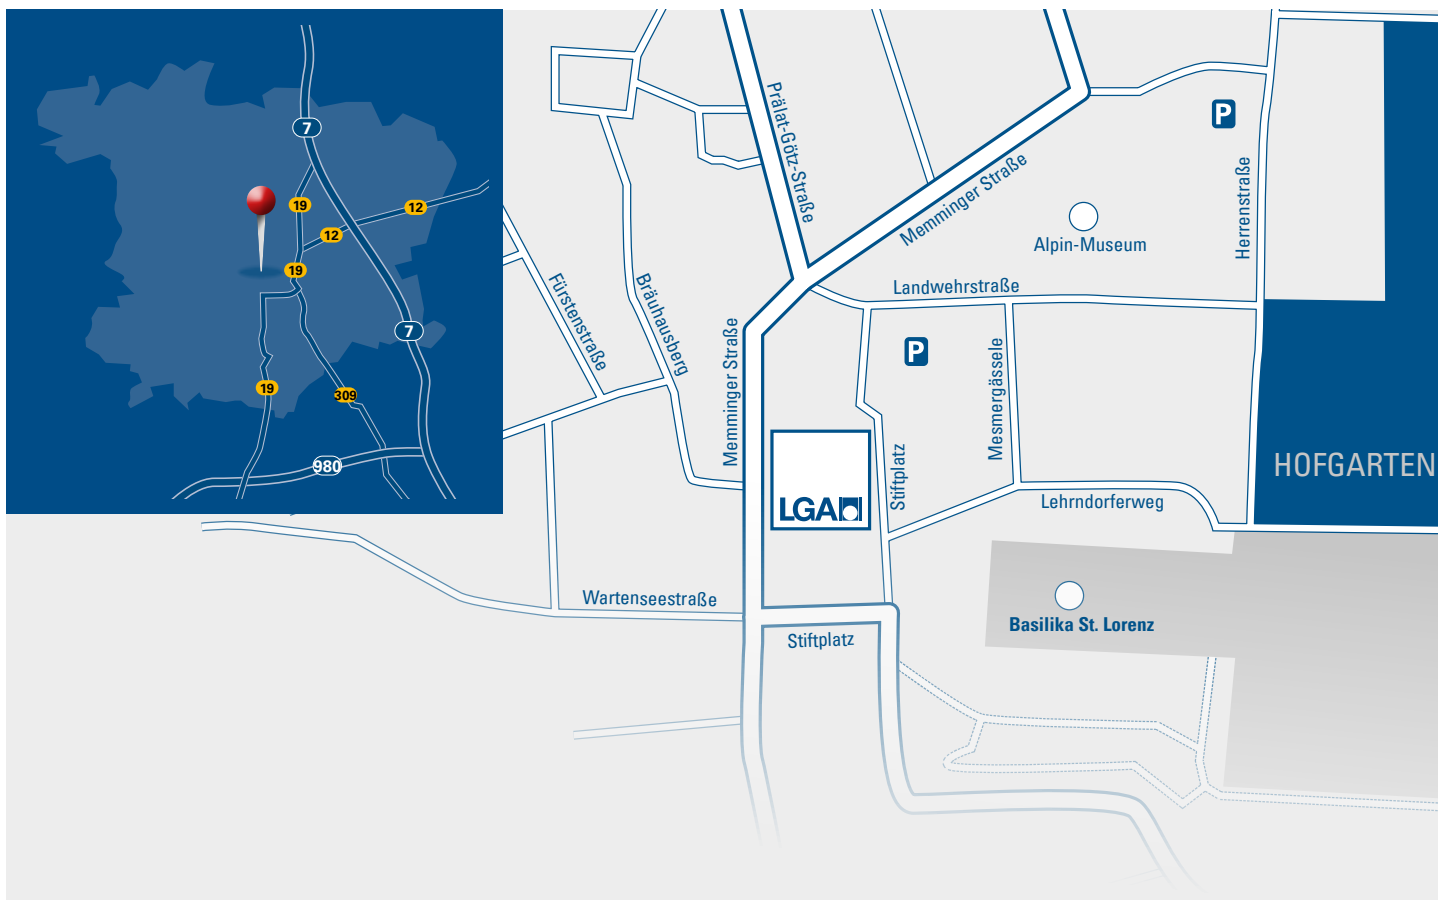 7
19
12
12
19
7
19
309
980
Prälat-Götz-Straße
P
Memminger Straße
Herrenstraße
Alpin-Museum
Landwehrstraße
Fürstenstraße
Bräuhausberg
Memminger Straße
P
Mesmergässele
Stiftplatz
HOFGARTEN
LGA
Lehrndorferweg
Wartenseestraße
Stiftplatz
Basilika St. Lorenz